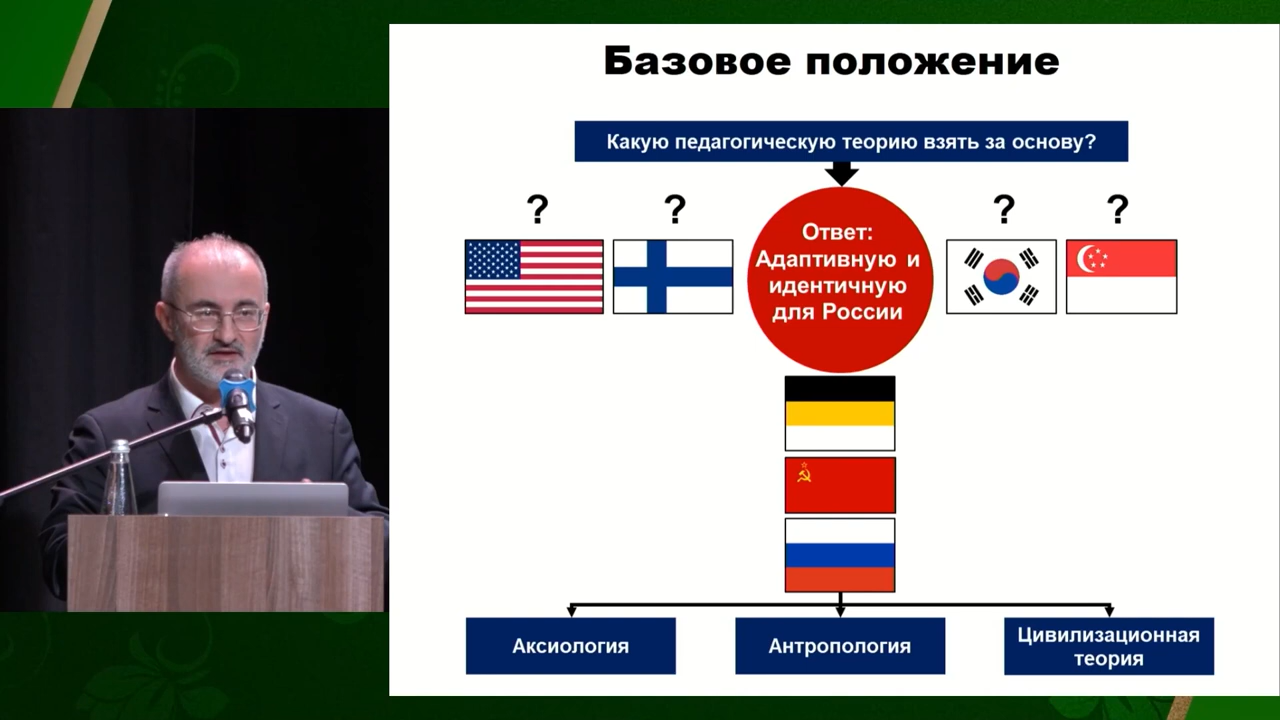 Базовое положение
Какую педагогическую теорию взять за основу?
? ? ? ?
Ответ:
Адаптивную и
идентичную
для России
Аксиология
Антропология
Цивилизационная
теория